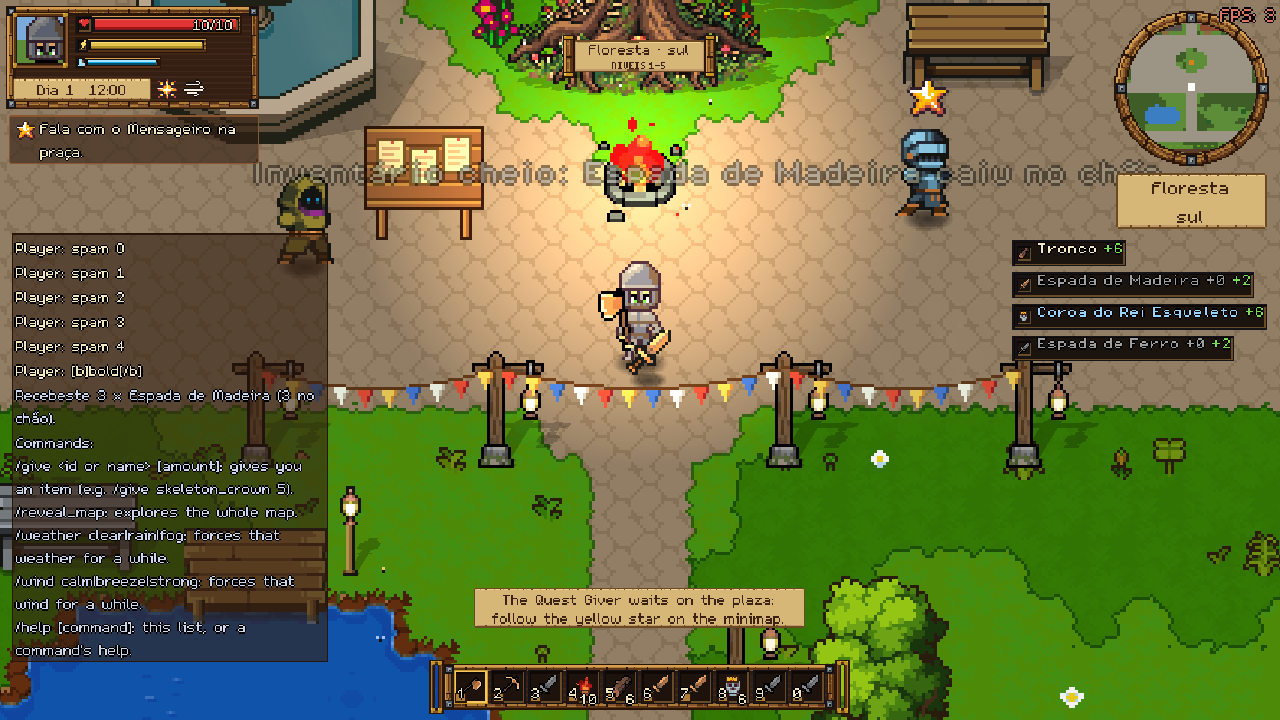 10/10
Dia 1 12:00
Fala com o Mensageiro na
praça.
Floresta - sul
NIVEIS 1-5
FPS: 8
Floresta
sul
Inventário cheio: Espada de Madeira caiu no chão
Player: spam 0
Player: spam 1
Player: spam 2
Player: spam 3
Player: spam 4
Player: [b]bold[/b]
Recebeste 3 × Espada de Madeira (3 no
chão).
Commands:
/give <id or name> [amount]: gives you
an item (e.g. /give skeleton_crown 5).
/reveal_map: explores the whole map.
/weather clear|rain|fog: forces that
weather for a while.
/wind calm|breeze|strong: forces that
wind for a while.
/help [command]: this list, or a
command's help.
Tronco +6
Espada de Madeira +0 +2
Coroa do Rei Esqueleto +6
Espada de Ferro +0 +2
The Quest Giver waits on the plaza:
follow the yellow star on the minimap.
1 2 3 4 10 5 6 6 7 8 6 9 0